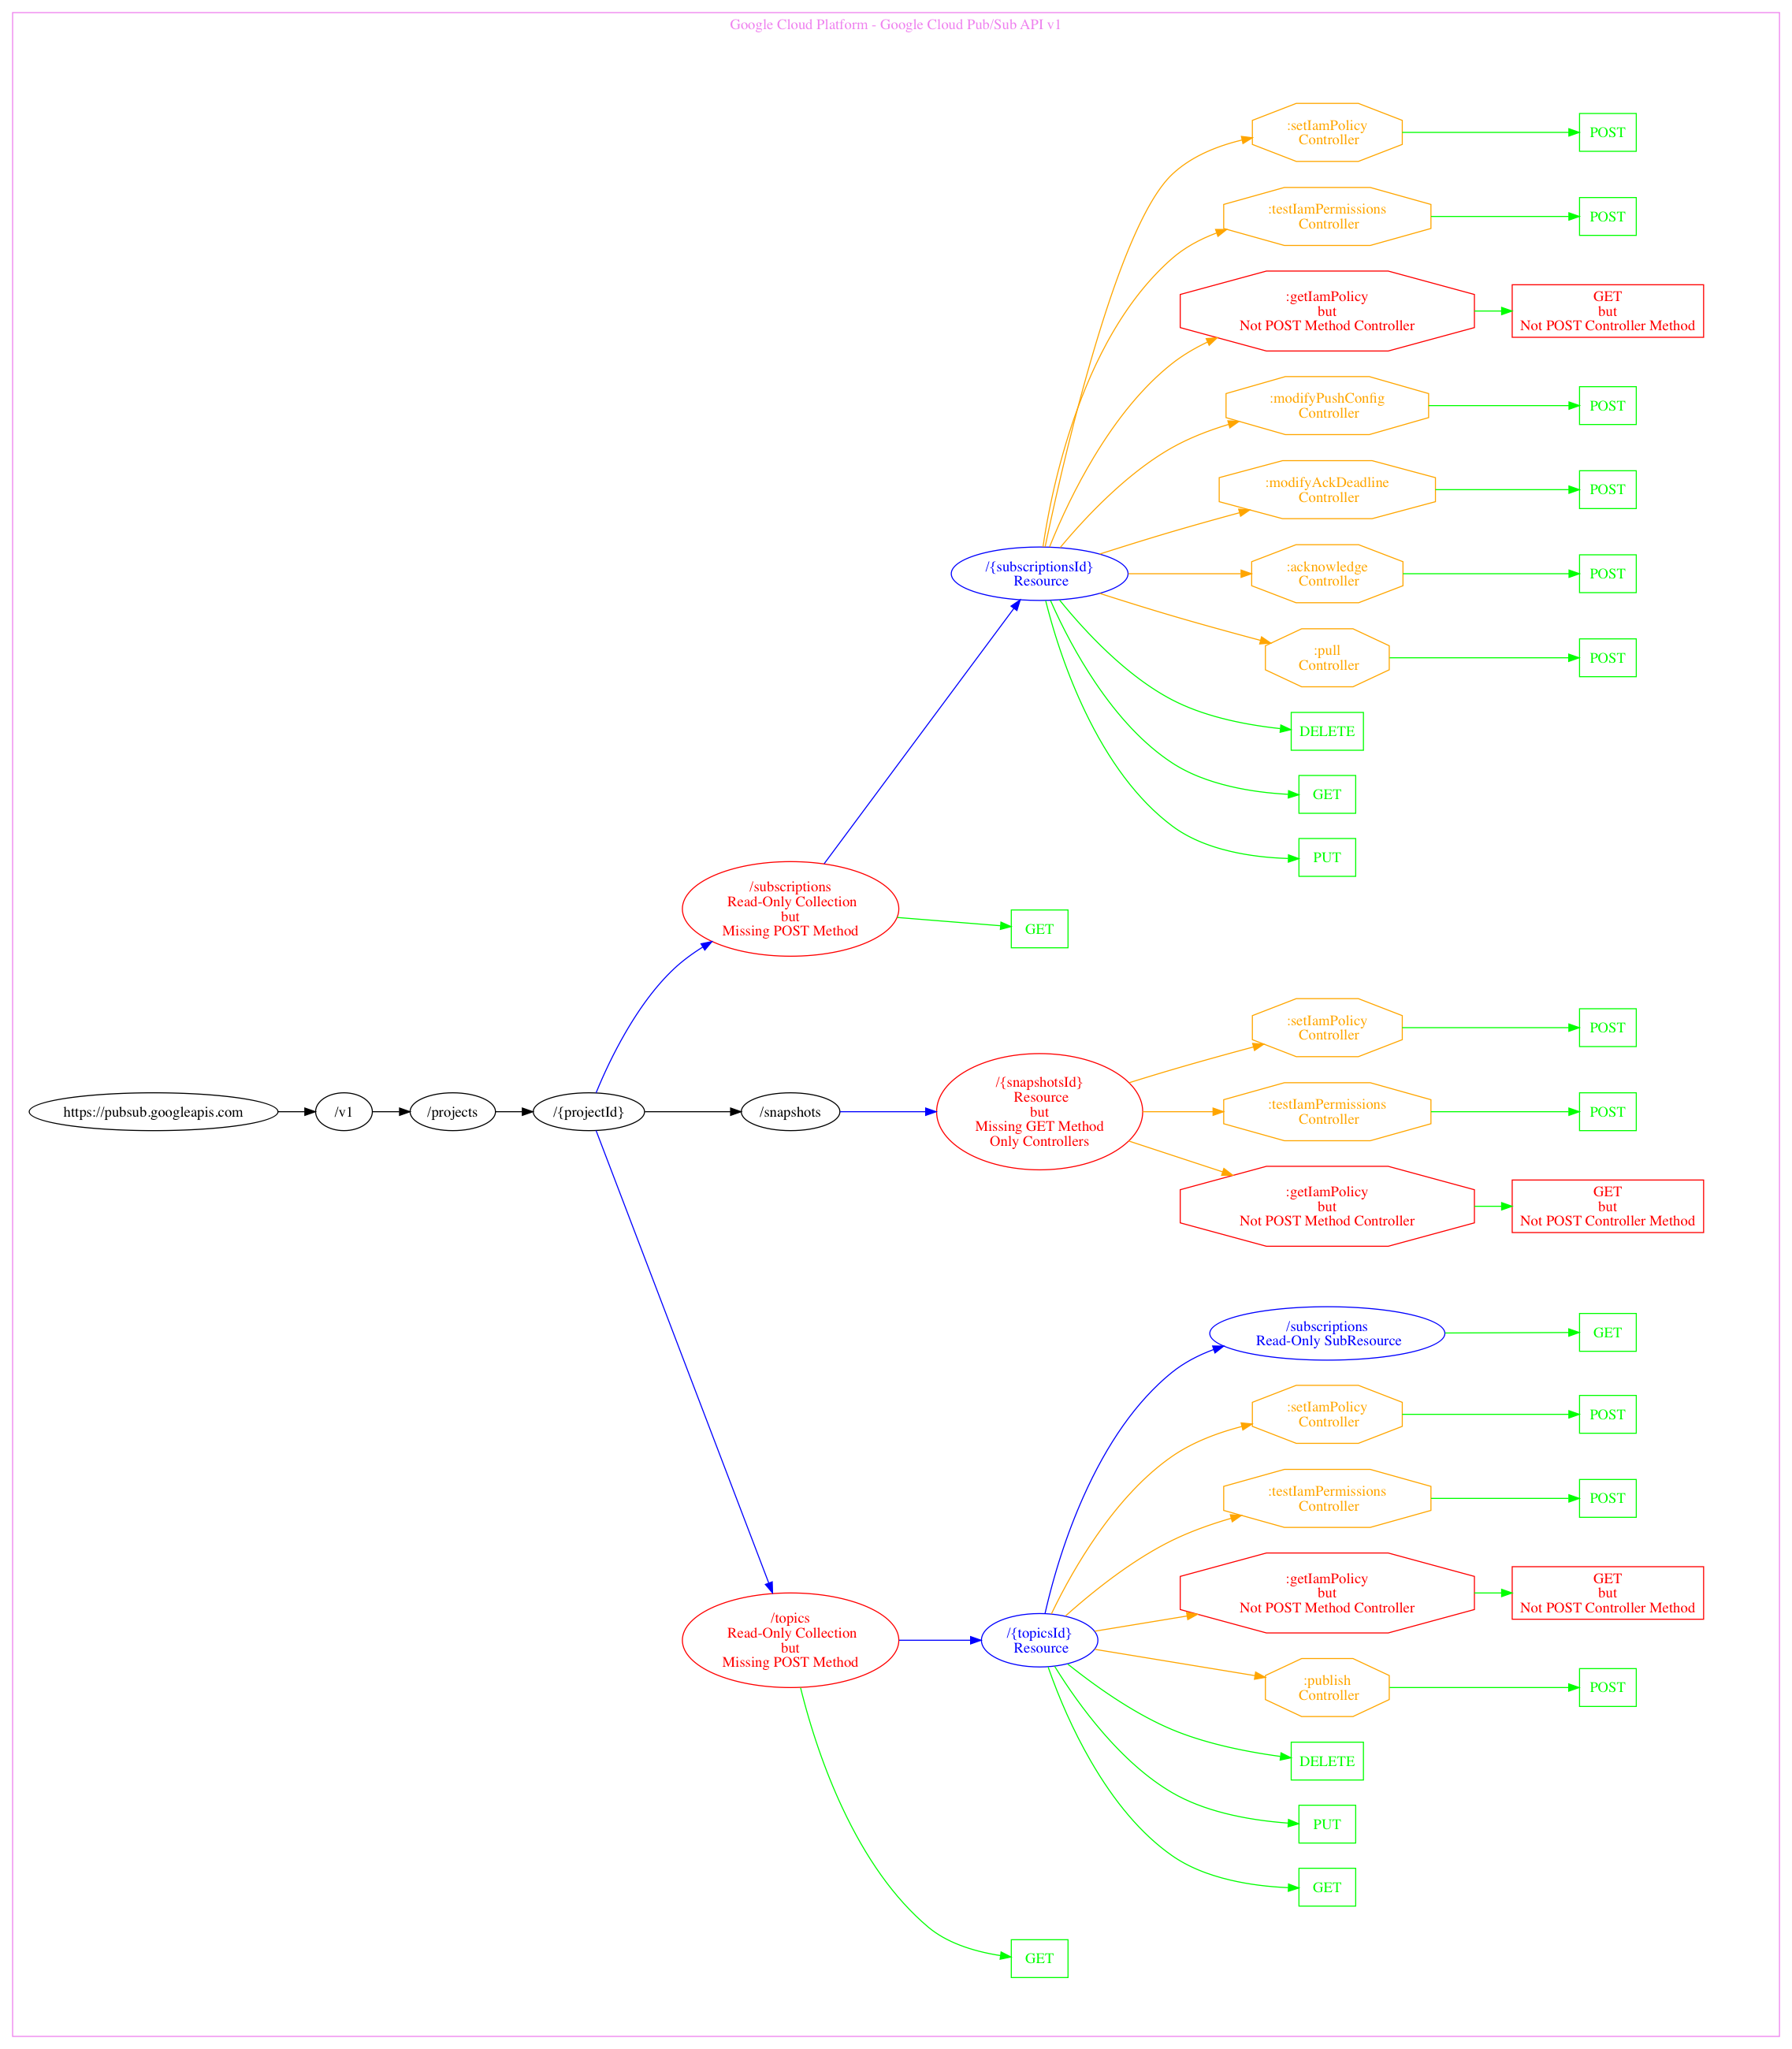 Google Cloud Platform - Google Cloud Pub/Sub API v1
:setIamPolicy
Controller
POST
:testIamPermissions
Controller
POST
:getIamPolicy
but
Not POST Method Controller
GET
but
Not POST Controller Method
:modifyPushConfig
Controller
POST
:modifyAckDeadline
Controller
POST
/{subscriptionsId}
Resource
:acknowledge
Controller
POST
:pull
Controller
POST
DELETE
GET
PUT
/subscriptions
Read-Only Collection
but
Missing POST Method
GET
:setIamPolicy
Controller
POST
https://pubsub.googleapis.com
/v1
/projects
/{projectId}
/snapshots
/{snapshotsId}
Resource
but
Missing GET Method
Only Controllers
:testIamPermissions
Controller
POST
:getIamPolicy
but
Not POST Method Controller
GET
but
Not POST Controller Method
/subscriptions
Read-Only SubResource
GET
:setIamPolicy
Controller
POST
:testIamPermissions
Controller
POST
:getIamPolicy
but
Not POST Method Controller
GET
but
Not POST Controller Method
/topics
Read-Only Collection
but
Missing POST Method
/{topicsId}
Resource
:publish
Controller
POST
DELETE
PUT
GET
GET